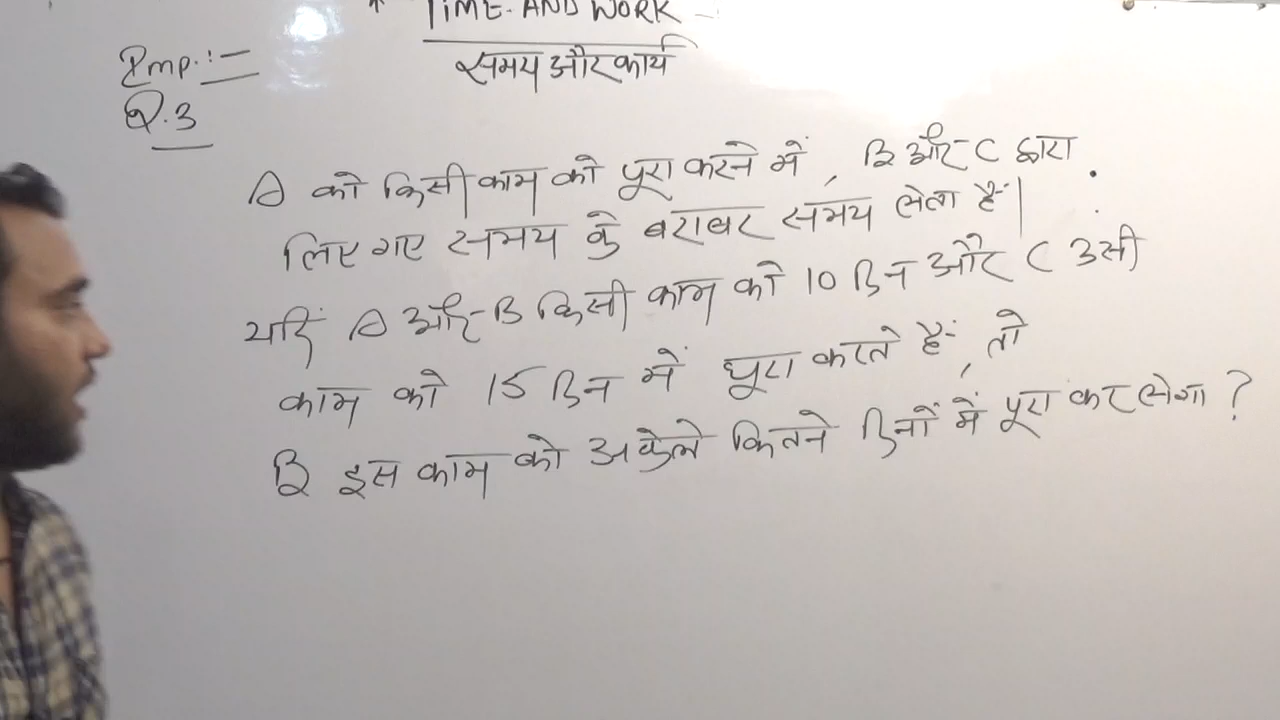 TIME AND WORK
समय और कार्य
Imp.:-
Q.3
A को किसी काम को पूरा करने में, B और C द्वारा
लिए गए समय के बराबर समय लेता है।
यदि A और B किसी काम को 10 दिन और C उसी
काम को 15 दिन में पूरा करते हैं, तो
B इस काम को अकेले कितने दिनों में पूरा कर लेगा ?